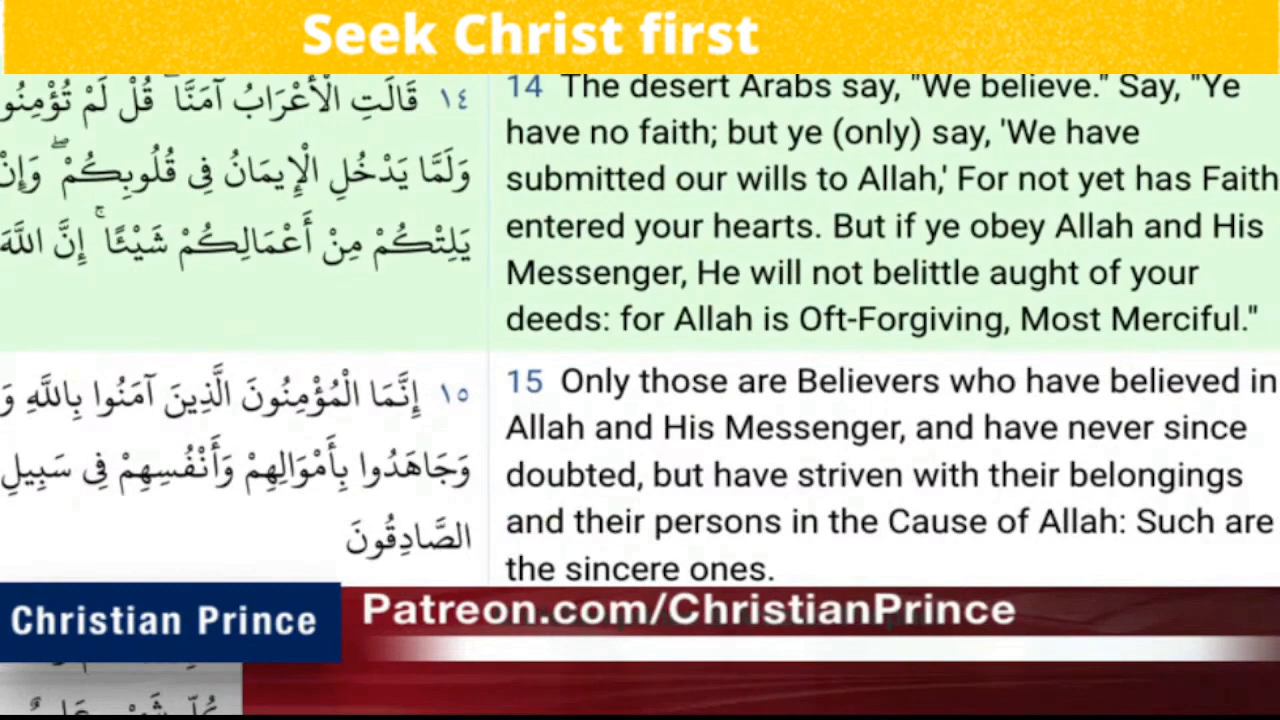 Seek Christ first
١٤ قَالَتِ الْأَعْرَابُ آمَنَّا ۖ قُلْ لَمْ تُؤْمِنُو
وَلَمَّا يَدْخُلِ الْإِيمَانُ فِي قُلُوبِكُمْ ۖ وَإِنْ
يَلِتْكُمْ مِنْ أَعْمَالِكُمْ شَيْئًا ۚ إِنَّ اللَّهَ
14 The desert Arabs say, "We believe." Say, "Ye
have no faith; but ye (only) say, 'We have
submitted our wills to Allah,' For not yet has Faith
entered your hearts. But if ye obey Allah and His
Messenger, He will not belittle aught of your
deeds: for Allah is Oft-Forgiving, Most Merciful."
١٥ إِنَّمَا الْمُؤْمِنُونَ الَّذِينَ آمَنُوا بِاللَّهِ وَ
وَجَاهَدُوا بِأَمْوَالِهِمْ وَأَنْفُسِهِمْ فِي سَبِيلِ
الصَّادِقُونَ
15 Only those are Believers who have believed in
Allah and His Messenger, and have never since
doubted, but have striven with their belongings
and their persons in the Cause of Allah: Such are
the sincere ones.
Christian Prince
Patreon.com/ChristianPrince